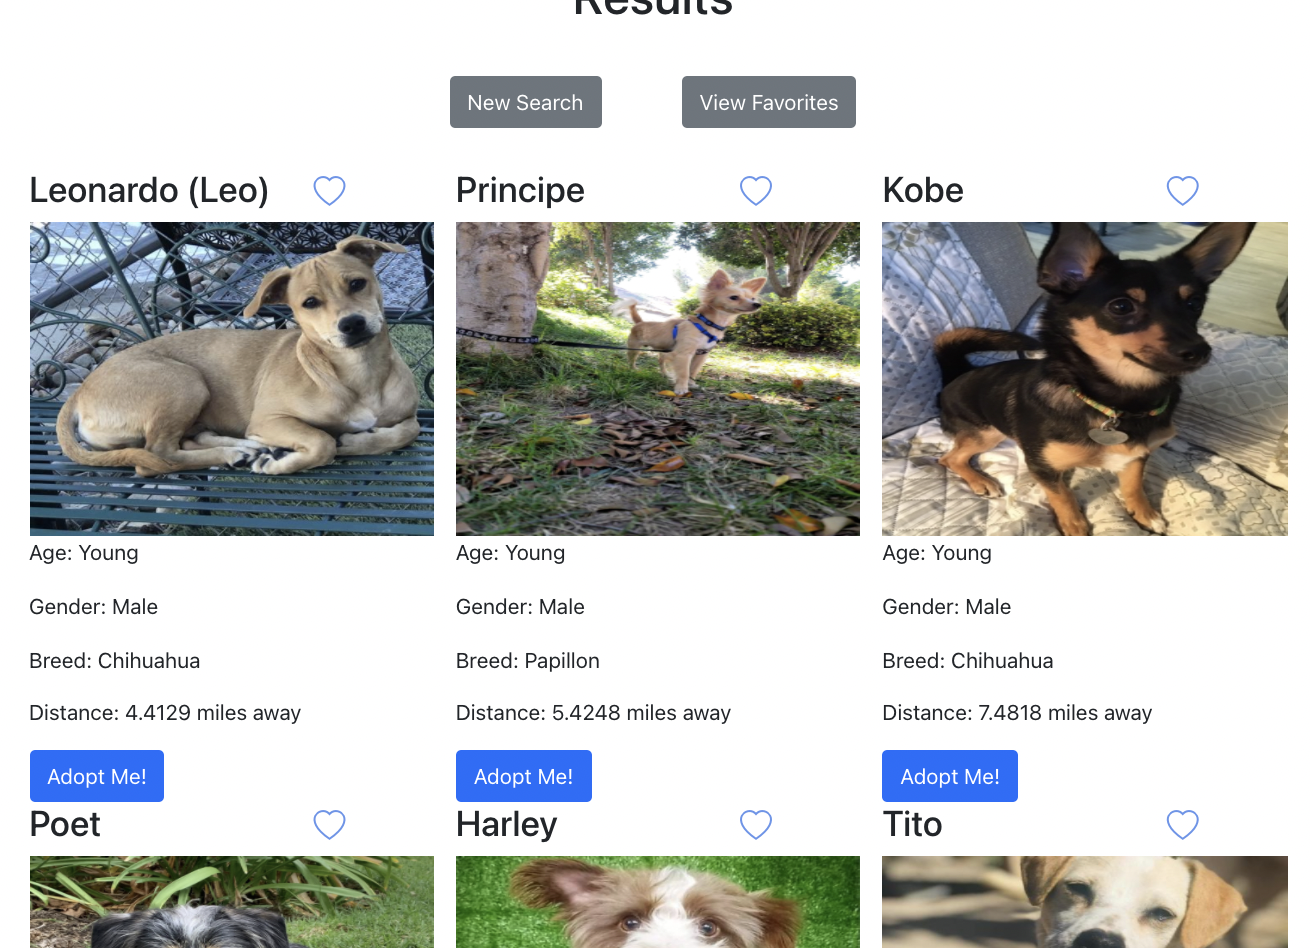 Results
New Search
View Favorites
Leonardo (Leo)
Principe
Kobe
Age: Young
Age: Young
Age: Young
Gender: Male
Gender: Male
Gender: Male
Breed: Chihuahua
Breed: Papillon
Breed: Chihuahua
Distance: 4.4129 miles away
Distance: 5.4248 miles away
Distance: 7.4818 miles away
Adopt Me!
Adopt Me!
Adopt Me!
Poet
Harley
Tito